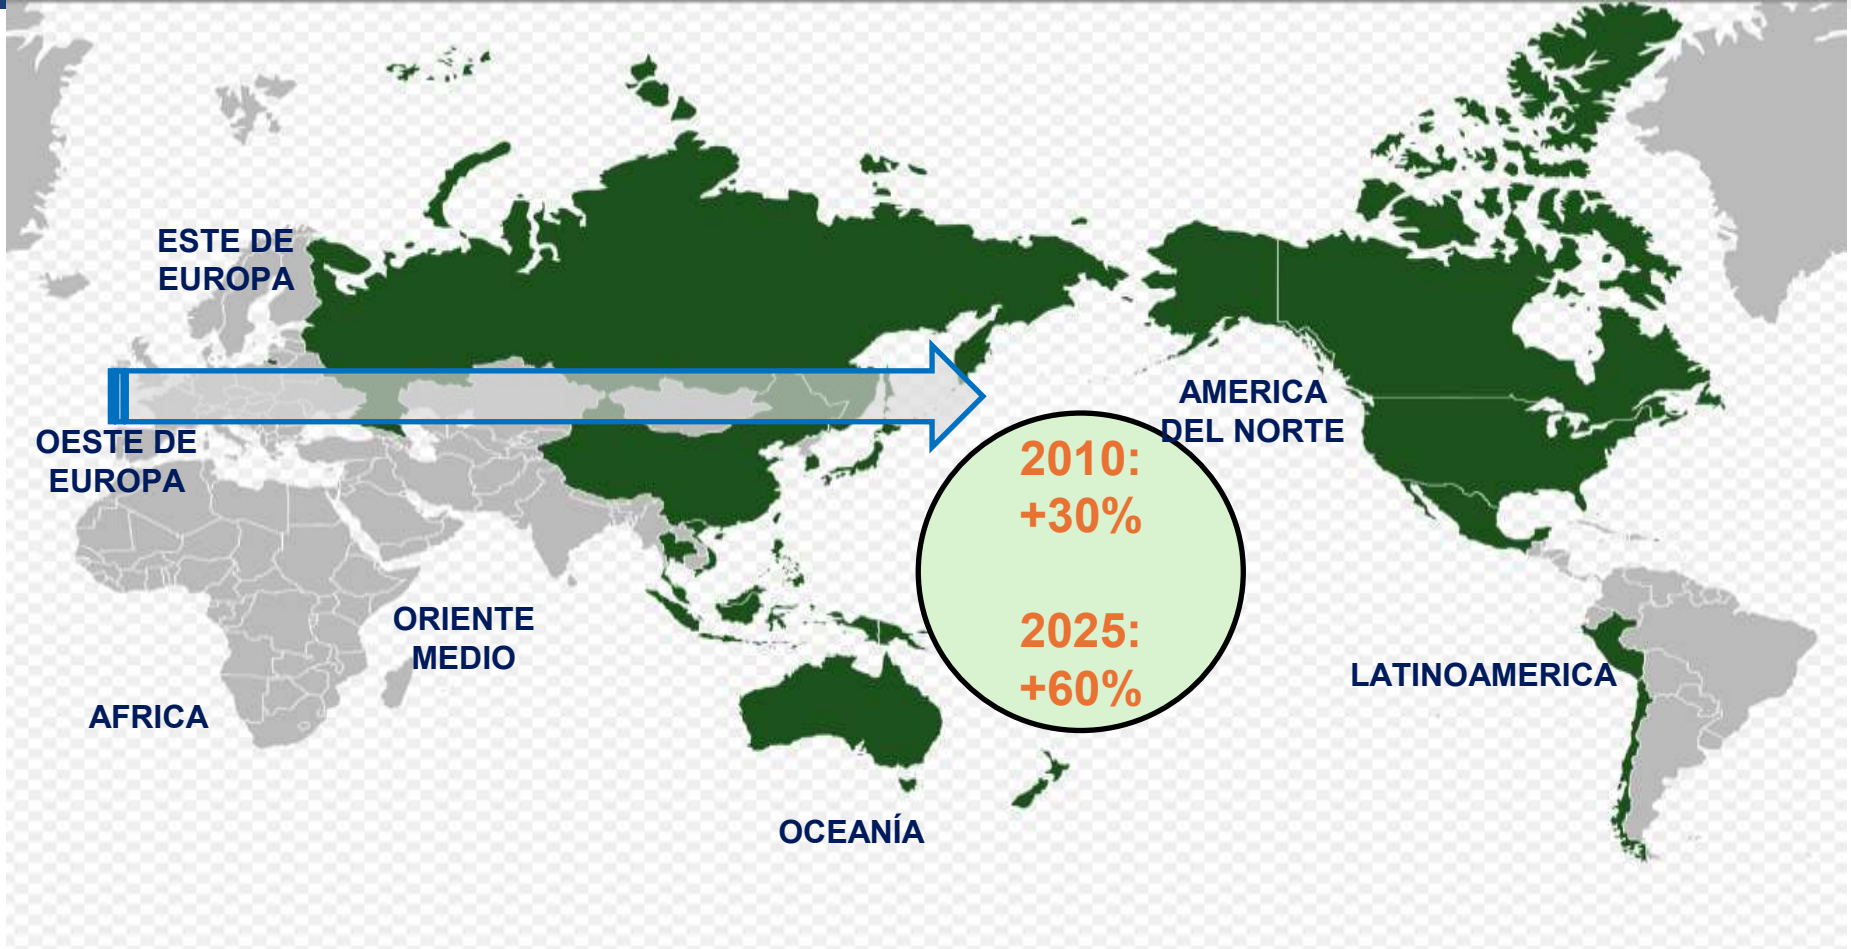 ESTE DE
EUROPA
OESTE DE
EUROPA
AMERICA
DEL NORTE
2010:
+30%
2025:
+60%
ORIENTE
MEDIO
AFRICA
LATINOAMERICA
OCEANÍA